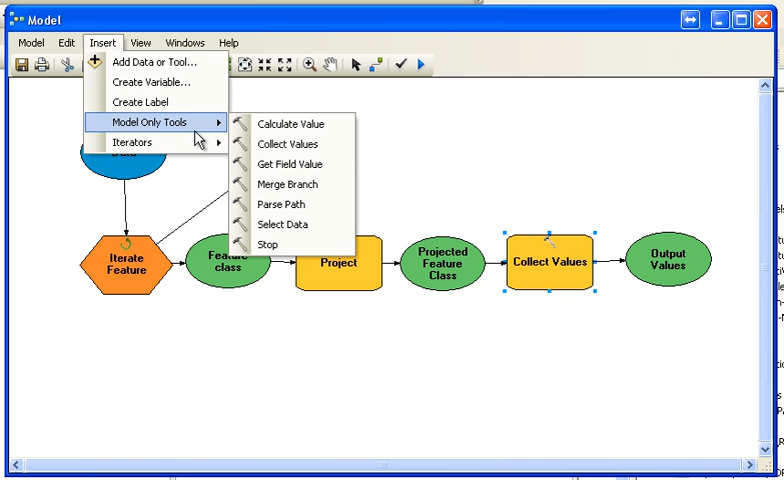 Model
Model Edit Insert View Windows Help
Add Data or Tool...
Create Variable...
Create Label
Model Only Tools
Iterators
Calculate Value
Collect Values
Get Field Value
Merge Branch
Parse Path
Select Data
Stop
Data
Iterate
Feature
Feature
class
Project
Projected
Feature
Class
Collect Values
Output
Values